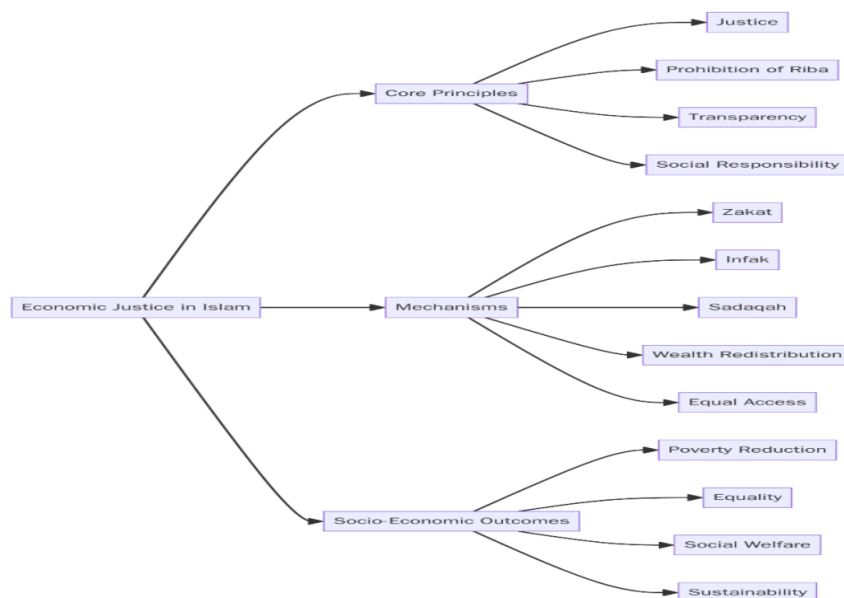 Economic Justice in Islam
Core Principles
Justice
Prohibition of Riba
Transparency
Social Responsibility
Mechanisms
Zakat
Infak
Sadaqah
Wealth Redistribution
Equal Access
Socio-Economic Outcomes
Poverty Reduction
Equality
Social Welfare
Sustainability